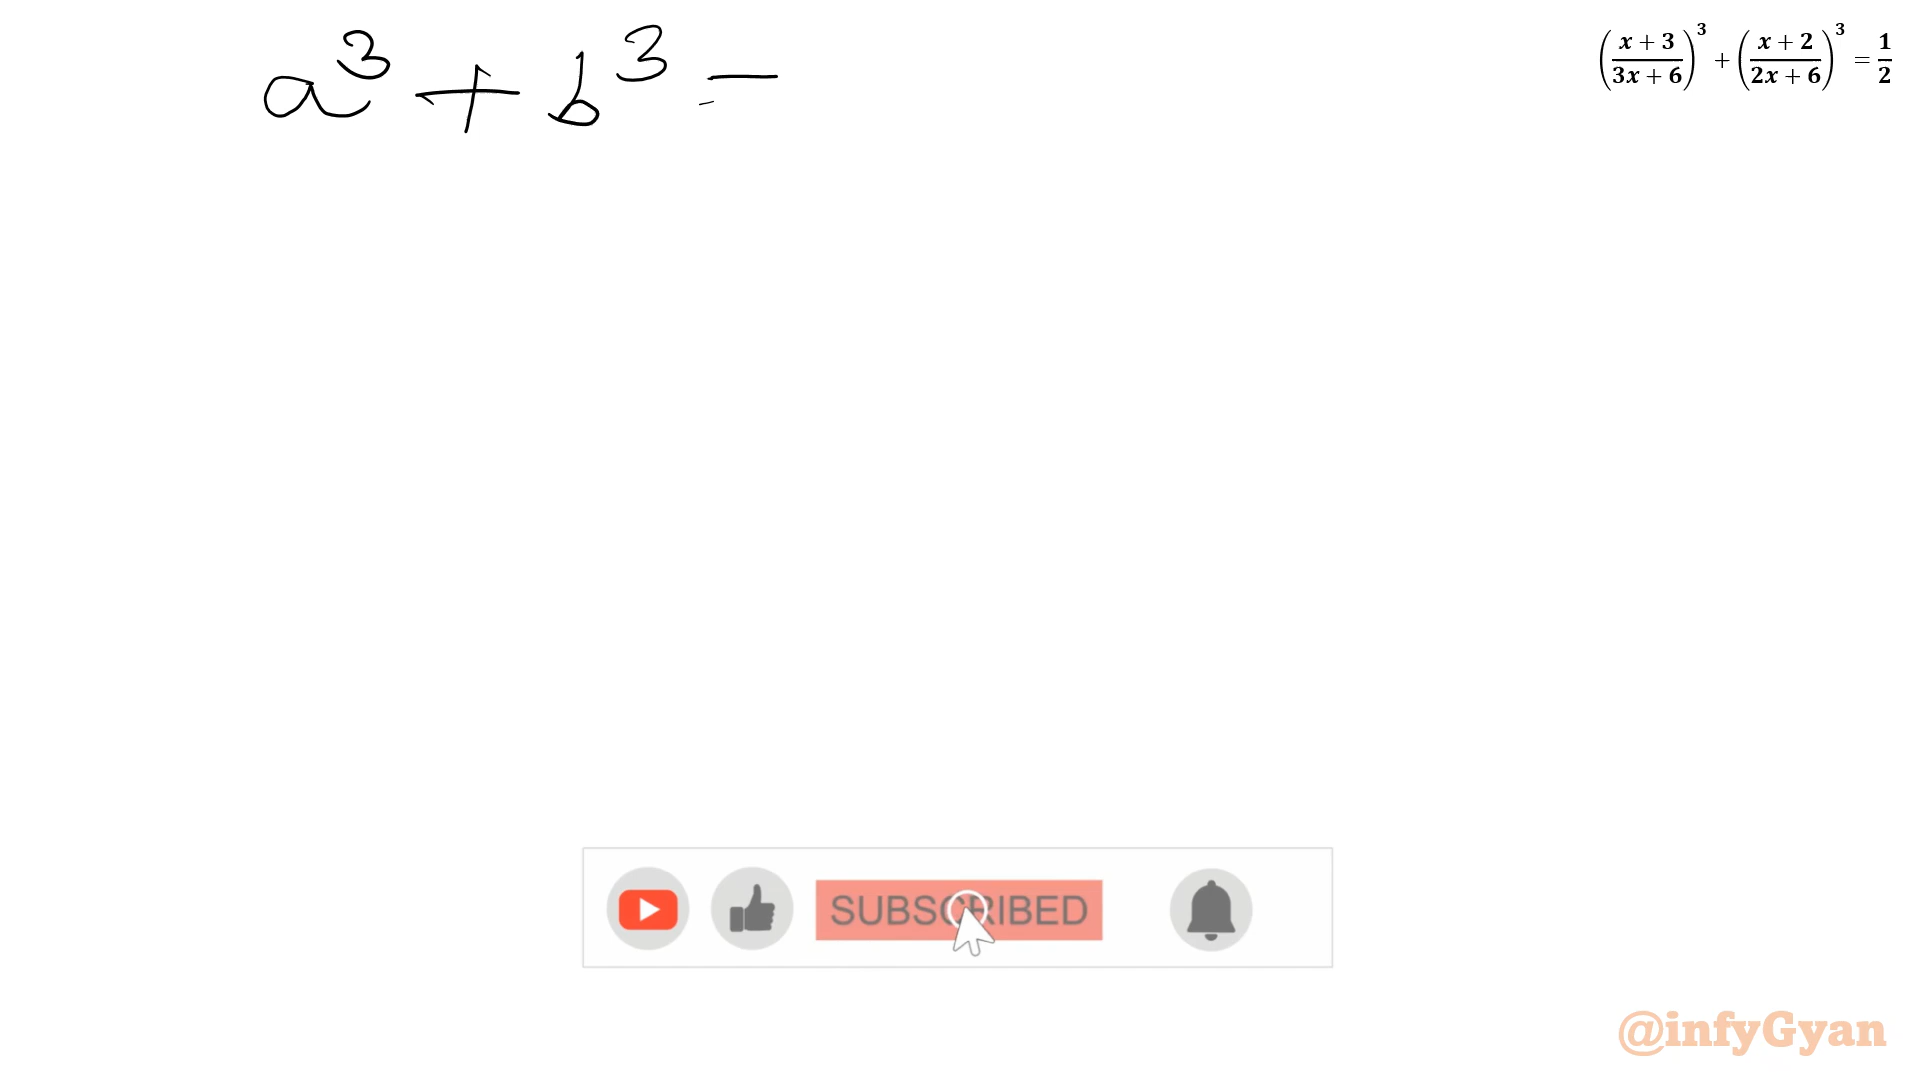 a³ + b³ =
((x + 3)/(3x + 6))³ + ((x + 2)/(2x + 6))³ = 1/2
SUBSCRIBED
@infyGyan